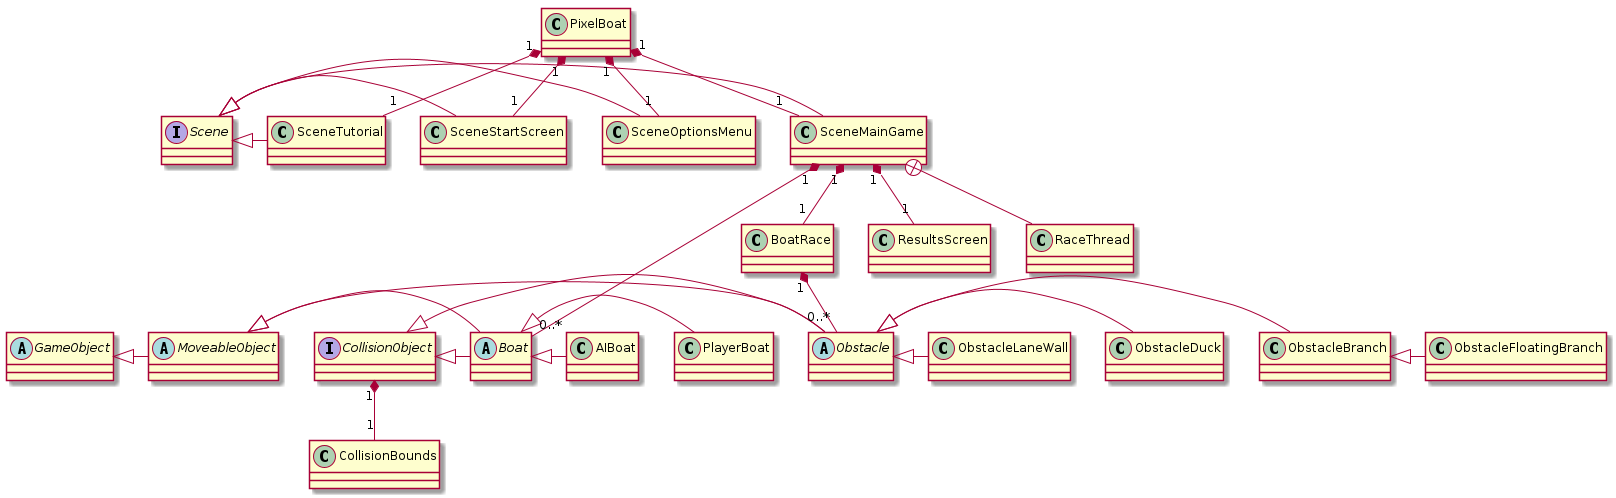 C PixelBoat
1 1 1 1
1 1 1 1
I Scene
C SceneTutorial
C SceneStartScreen
C SceneOptionsMenu
C SceneMainGame
1 1 1
1 1
C BoatRace
C ResultsScreen
C RaceThread
1
0..* 0..*
A GameObject
A MoveableObject
I CollisionObject
A Boat
C AIBoat
C PlayerBoat
A Obstacle
C ObstacleLaneWall
C ObstacleDuck
C ObstacleBranch
C ObstacleFloatingBranch
1
1
C CollisionBounds